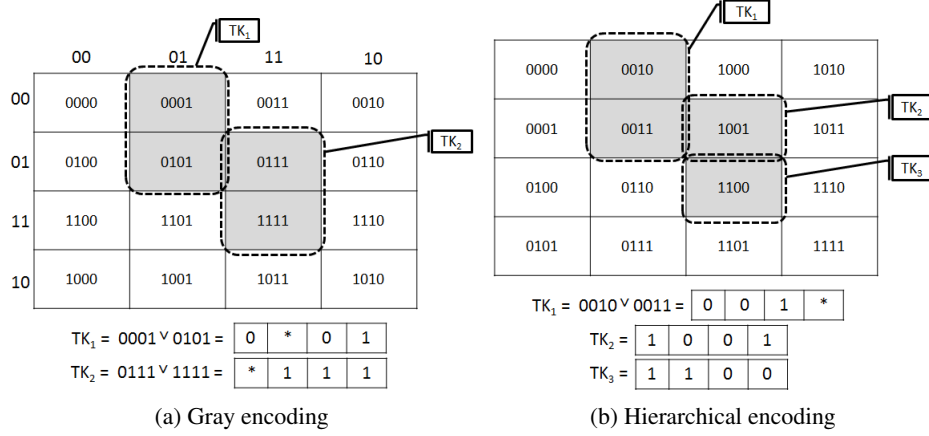 TK₁
00 01 11 10
00 0000 0001 0011 0010
01 0100 0101 0111 0110
TK₂
11 1100 1101 1111 1110
10 1000 1001 1011 1010
TK₁ = 0001 ∨ 0101 = 0 * 0 1
TK₂ = 0111 ∨ 1111 = * 1 1 1
(a) Gray encoding
TK₁
0000 0010 1000 1010
0001 0011 1001 1011
TK₂
0100 0110 1100 1110
TK₃
0101 0111 1101 1111
TK₁ = 0010 ∨ 0011 = 0 0 1 *
TK₂ = 1 0 0 1
TK₃ = 1 1 0 0
(b) Hierarchical encoding